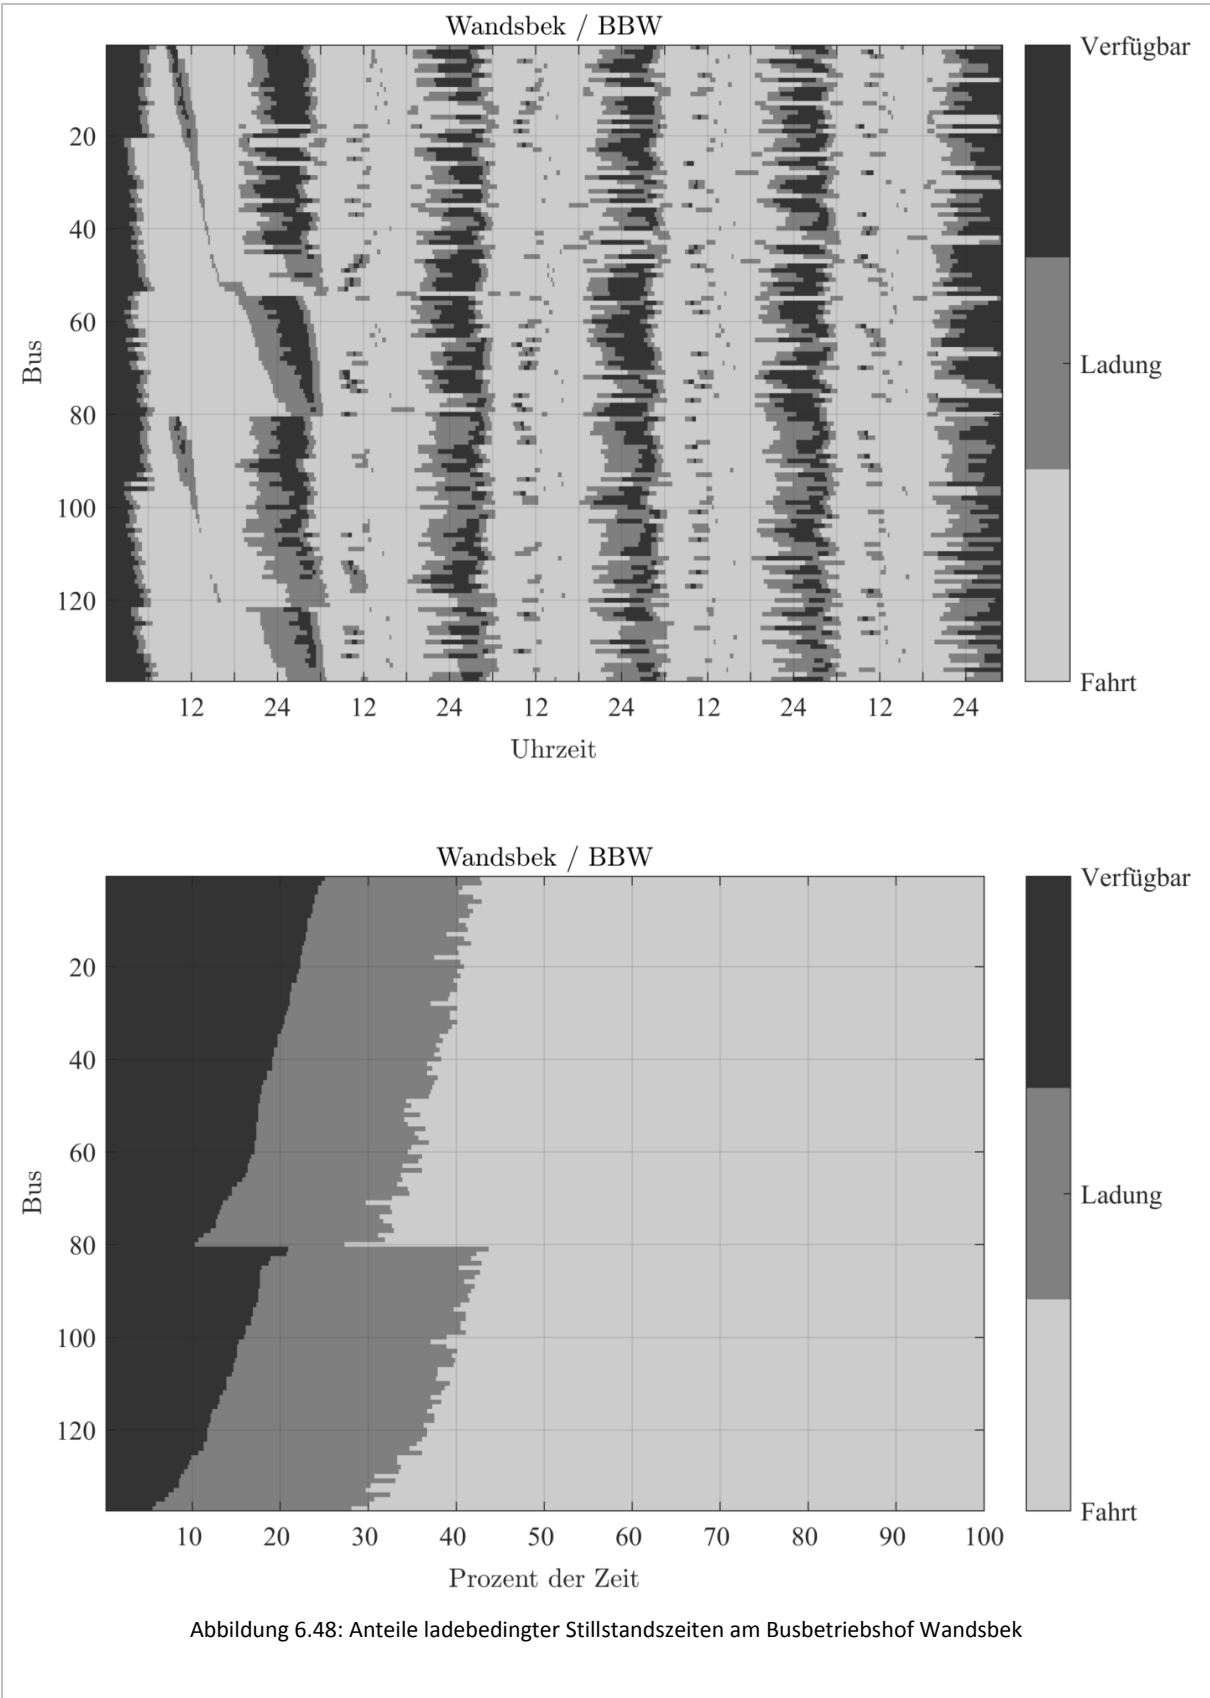 Wandsbek / BBW
Verfügbar
20
40
60
80
100
120
Bus
Ladung
Fahrt
12 24 12 24 12 24 12 24 12 24
Uhrzeit
Wandsbek / BBW
Verfügbar
20
40
60
80
100
120
Bus
Ladung
Fahrt
10 20 30 40 50 60 70 80 90 100
Prozent der Zeit
Abbildung 6.48: Anteile ladebedingter Stillstandszeiten am Busbetriebshof Wandsbek